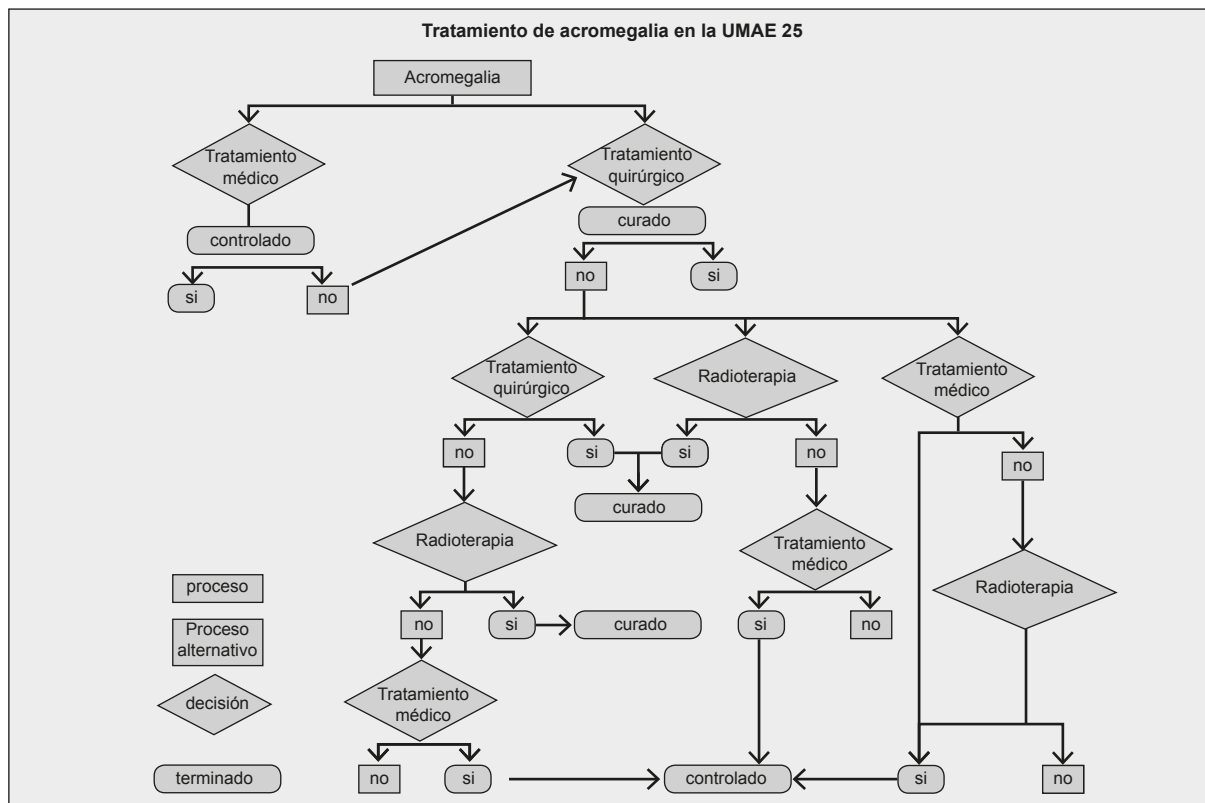 Tratamiento de acromegalia en la UMAE 25
Acromegalia
Tratamiento
médico
Tratamiento
quirúrgico
controlado
curado
si
no
no
si
Tratamiento
quirúrgico
Radioterapia
Tratamiento
médico
no
si
si
no
no
curado
Radioterapia
Tratamiento
médico
Radioterapia
no
si
curado
si
no
Tratamiento
médico
no
si
controlado
si
no
proceso
Proceso
alternativo
decisión
terminado